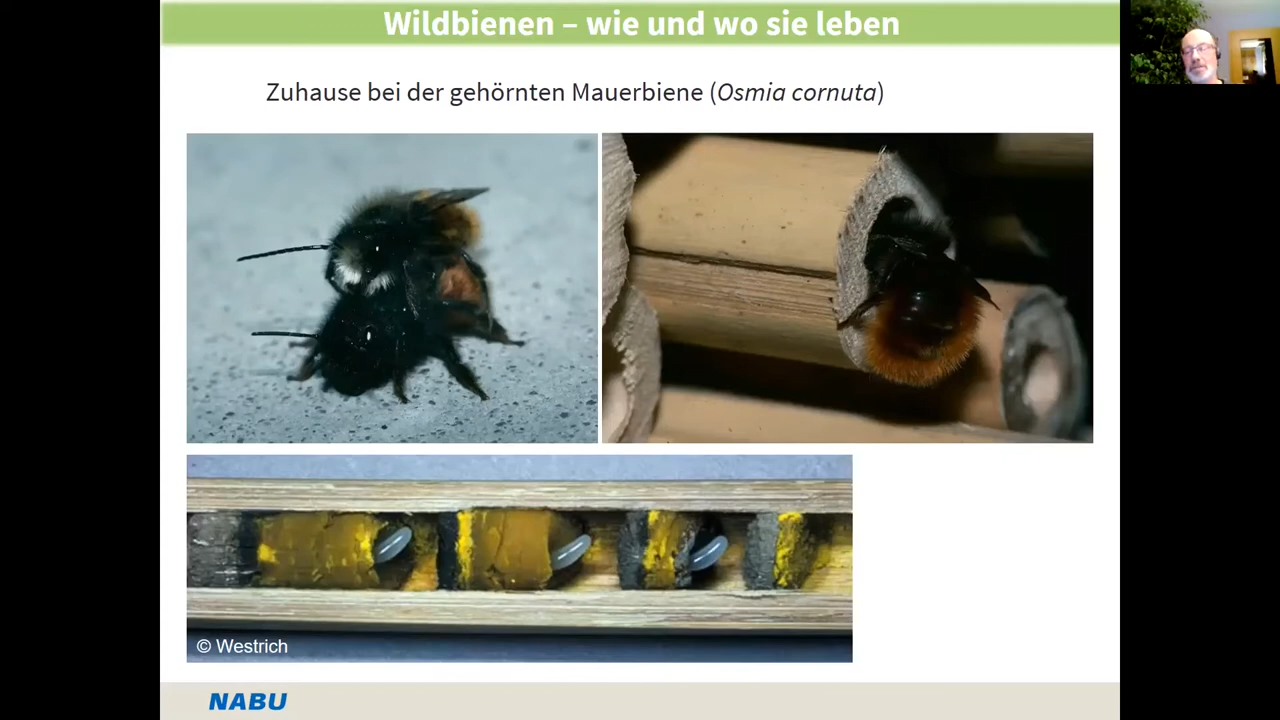 Wildbienen – wie und wo sie leben
Zuhause bei der gehörnten Mauerbiene (Osmia cornuta)
© Westrich
NABU